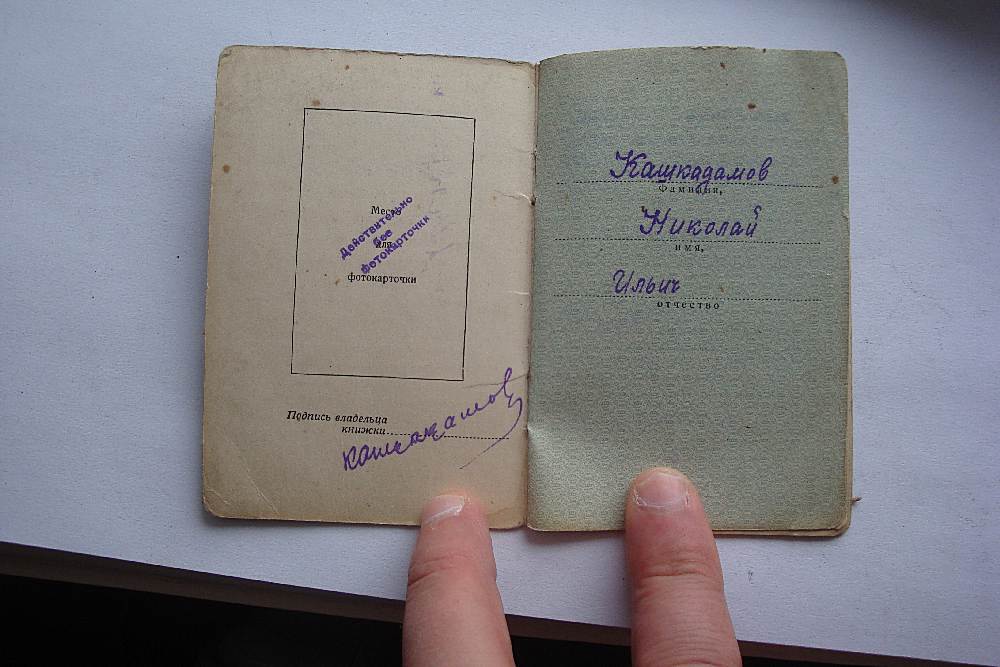 Место
для
фотокарточки
Действительно
без
фотокарточки
Подпись владельца
книжки
Кашкадамов
Кашкадамов
фамилия,
Николай
имя,
Ильич
отчество